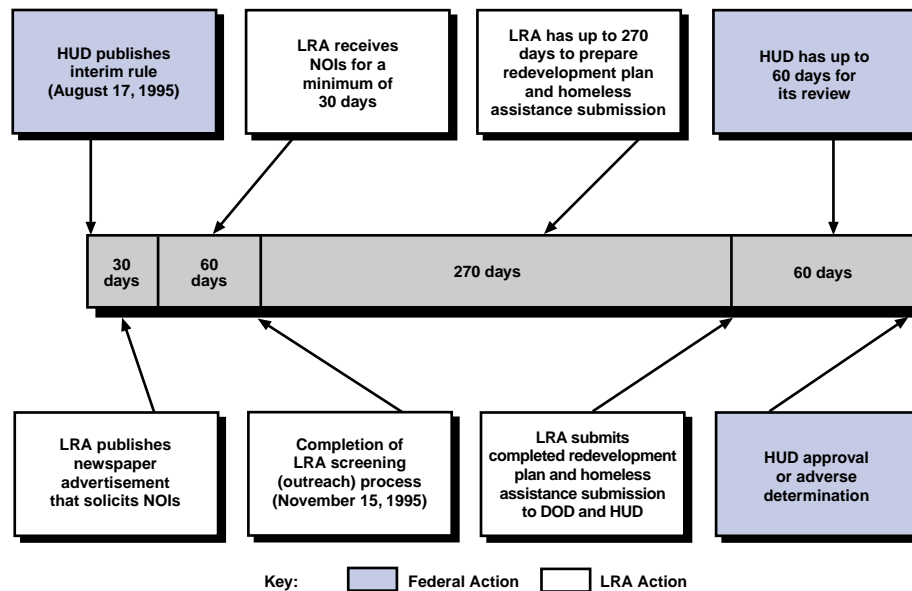 HUD publishes
interim rule
(August 17, 1995)
LRA receives
NOIs for a
minimum of
30 days
LRA has up to 270
days to prepare
redevelopment plan
and homeless
assistance submission
HUD has up to
60 days for
its review
30
days
60
days
270 days
60 days
LRA publishes
newspaper
advertisement
that solicits NOIs
Completion of
LRA screening
(outreach) process
(November 15, 1995)
LRA submits
completed redevelopment
plan and homeless
assistance submission
to DOD and HUD
HUD approval
or adverse
determination
Key:
Federal Action
LRA Action